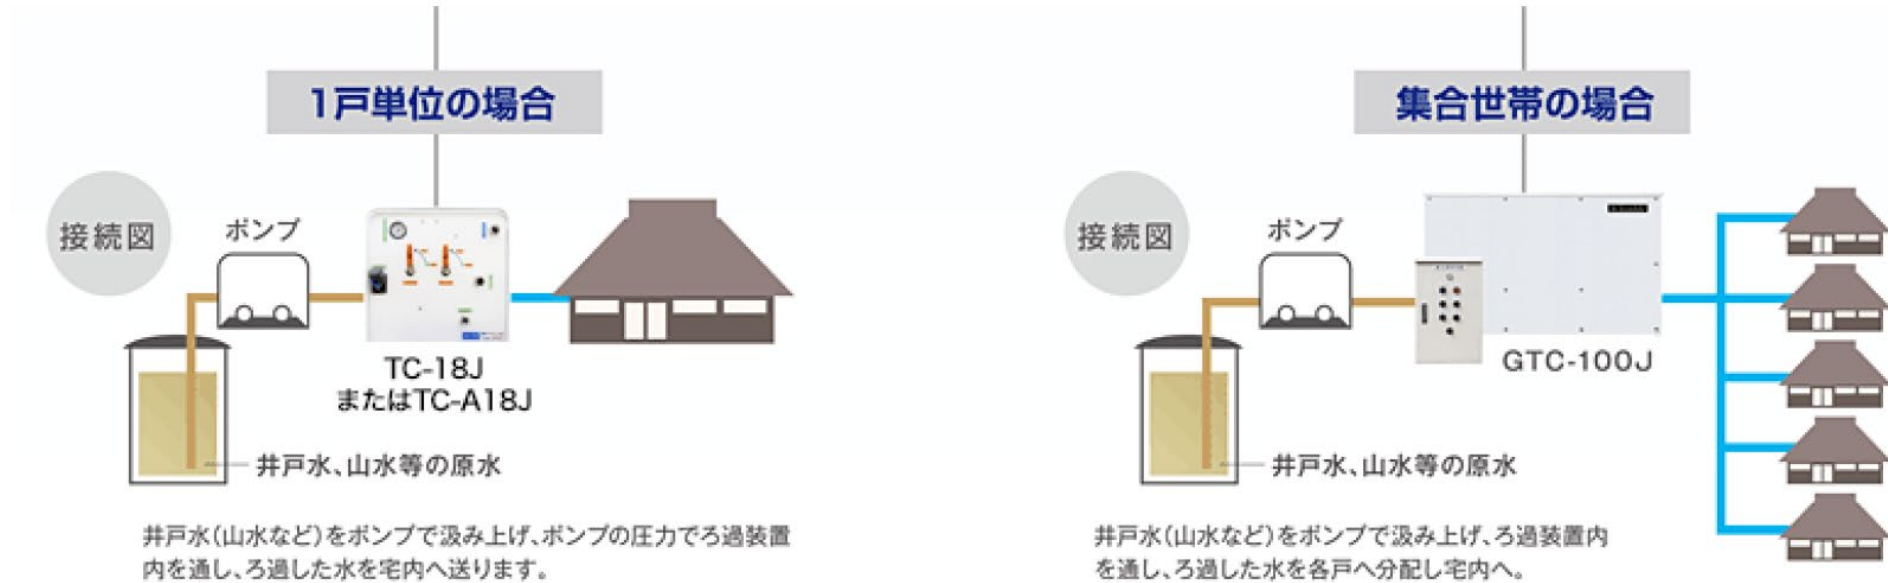 1戸単位の場合
接続図
ポンプ
TC-18J
またはTC-A18J
井戸水、山水等の原水
井戸水(山水など)をポンプで汲み上げ、ポンプの圧力でろ過装置
内を通し、ろ過した水を宅内へ送ります。
集合世帯の場合
接続図
ポンプ
GTC-100J
井戸水、山水等の原水
井戸水(山水など)をポンプで汲み上げ、ろ過装置内
を通し、ろ過した水を各戸へ分配し宅内へ。